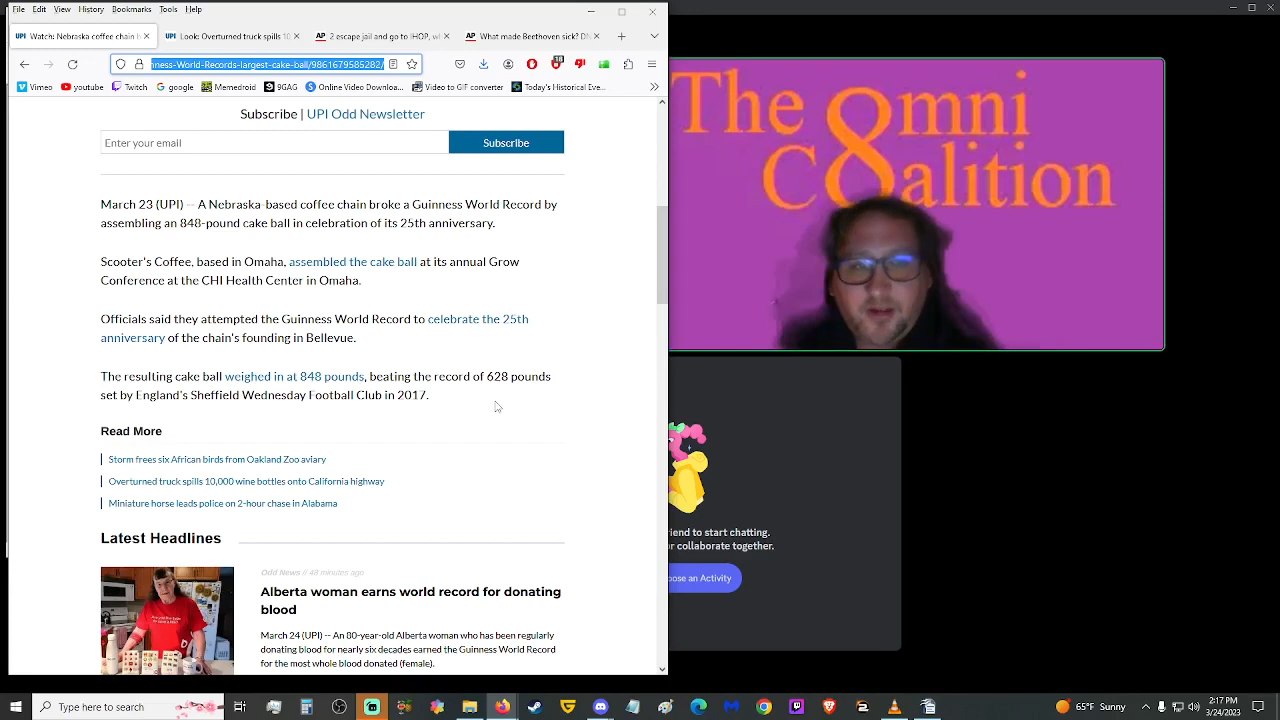 File Edit View History Bookmarks Tools Help
Watch: Nebraska coffee chain
Look: Overturned truck spills 10
2 escape jail and go to IHOP, wh
What made Beethoven sick? DN
iness-World-Records-largest-cake-ball/9861679585282/
Vimeo youtube Twitch google Memedroid 9GAG Online Video Downloa... Video to GIF converter Today's Historical Eve...
Subscribe | UPI Odd Newsletter
Enter your email
Subscribe
March 23 (UPI) -- A Nebraska-based coffee chain broke a Guinness World Record by
assembling an 848-pound cake ball in celebration of its 25th anniversary.
Scooter's Coffee, based in Omaha, assembled the cake ball at its annual Grow
Conference at the CHI Health Center in Omaha.
Officials said they attempted the Guinness World Record to celebrate the 25th
anniversary of the chain's founding in Bellevue.
The resulting cake ball weighed in at 848 pounds, beating the record of 628 pounds
set by England's Sheffield Wednesday Football Club in 2017.
Read More
Storm frees six African birds from Oakland Zoo aviary
Overturned truck spills 10,000 wine bottles onto California highway
Miniature horse leads police on 2-hour chase in Alabama
Latest Headlines
Odd News // 48 minutes ago
Alberta woman earns world record for donating
blood
March 24 (UPI) -- An 80-year-old Alberta woman who has been regularly
donating blood for nearly six decades earned the Guinness World Record
for the most whole blood donated (female).
The 8mni
C8alition
iend to start chatting.
r collaborate together.
ose an Activity
Type here to search
65°F Sunny
2:17 PM
3/24/2023